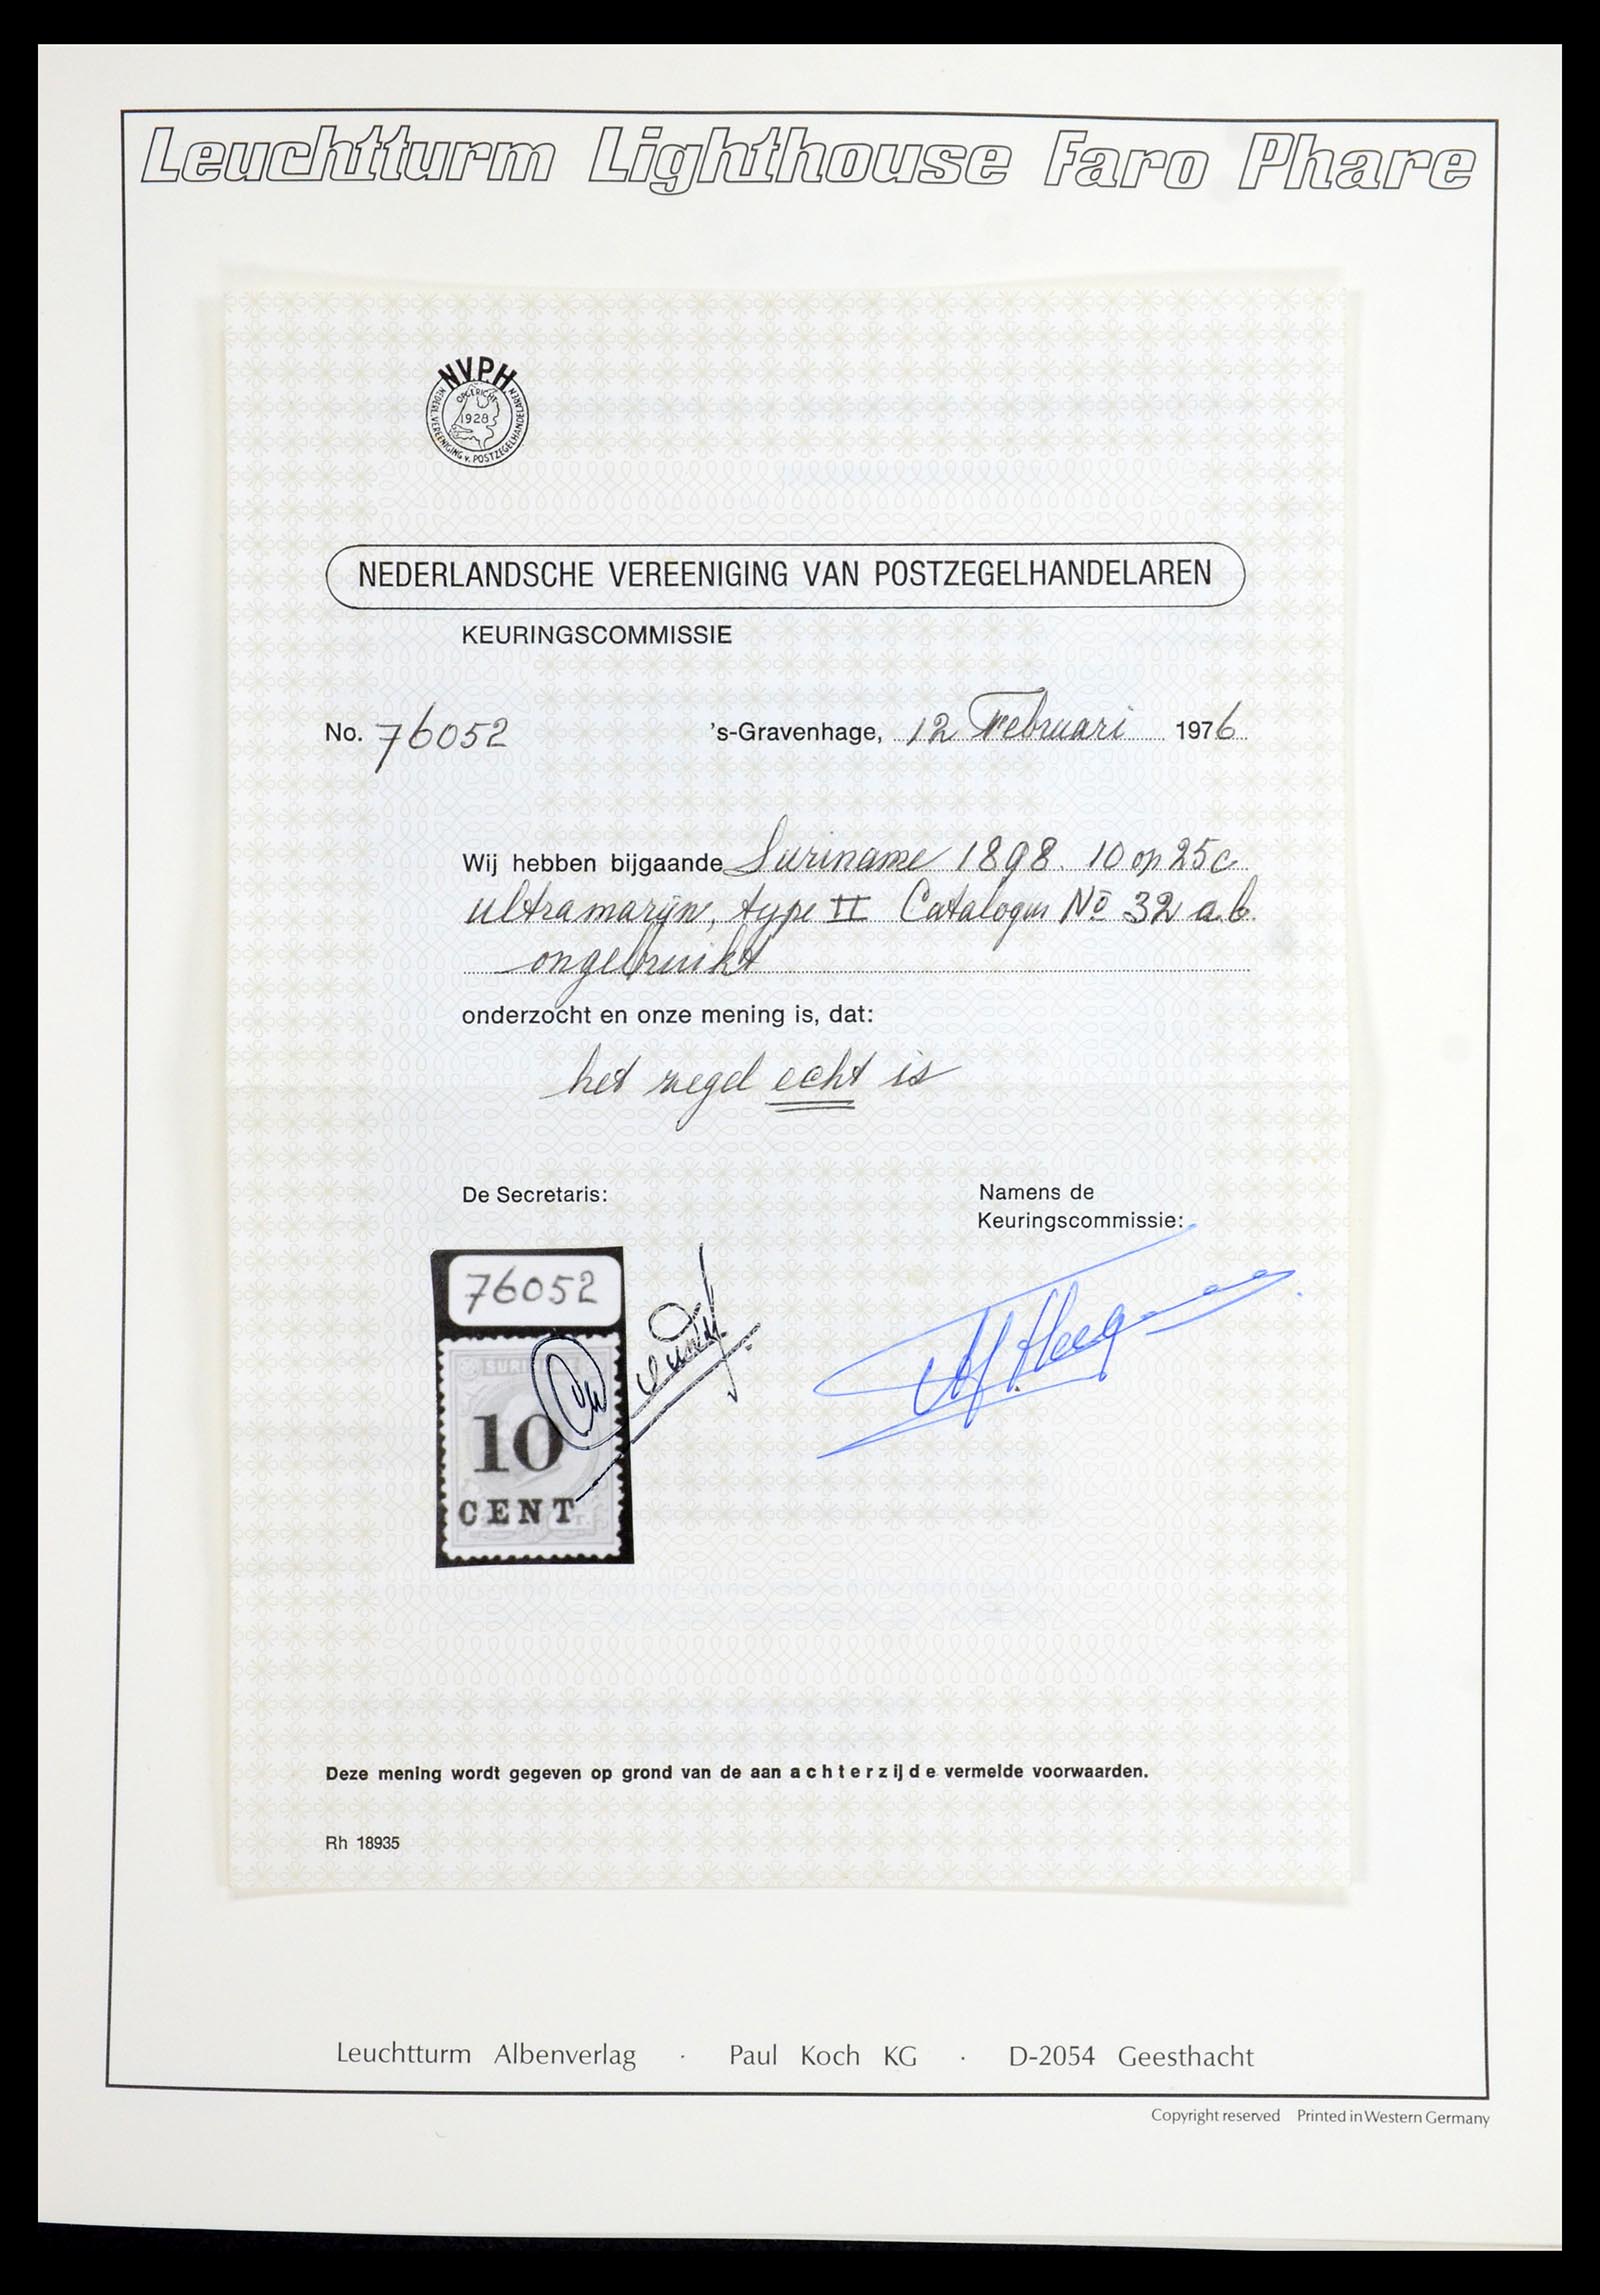 Leuchtturm Lighthouse Faro Phare
N.V.P.H.
OPGERICHT
1928
NEDERL. VEREENIGING v. POSTZEGELHANDELAREN
NEDERLANDSCHE VEREENIGING VAN POSTZEGELHANDELAREN
KEURINGSCOMMISSIE
No. 76052 's-Gravenhage, 12 Februari 1976
Wij hebben bijgaande Suriname 1898. 10 op 25c
ultramarijn, type II Catalogus No 32 a.b.
ongebruikt
onderzocht en onze mening is, dat:
het zegel echt is
De Secretaris: Namens de
Keuringscommissie:
76052
10
CENT
Deze mening wordt gegeven op grond van de aan achterzijde vermelde voorwaarden.
Rh 18935
Leuchtturm Albenverlag · Paul Koch KG · D-2054 Geesthacht
Copyright reserved Printed in Western Germany